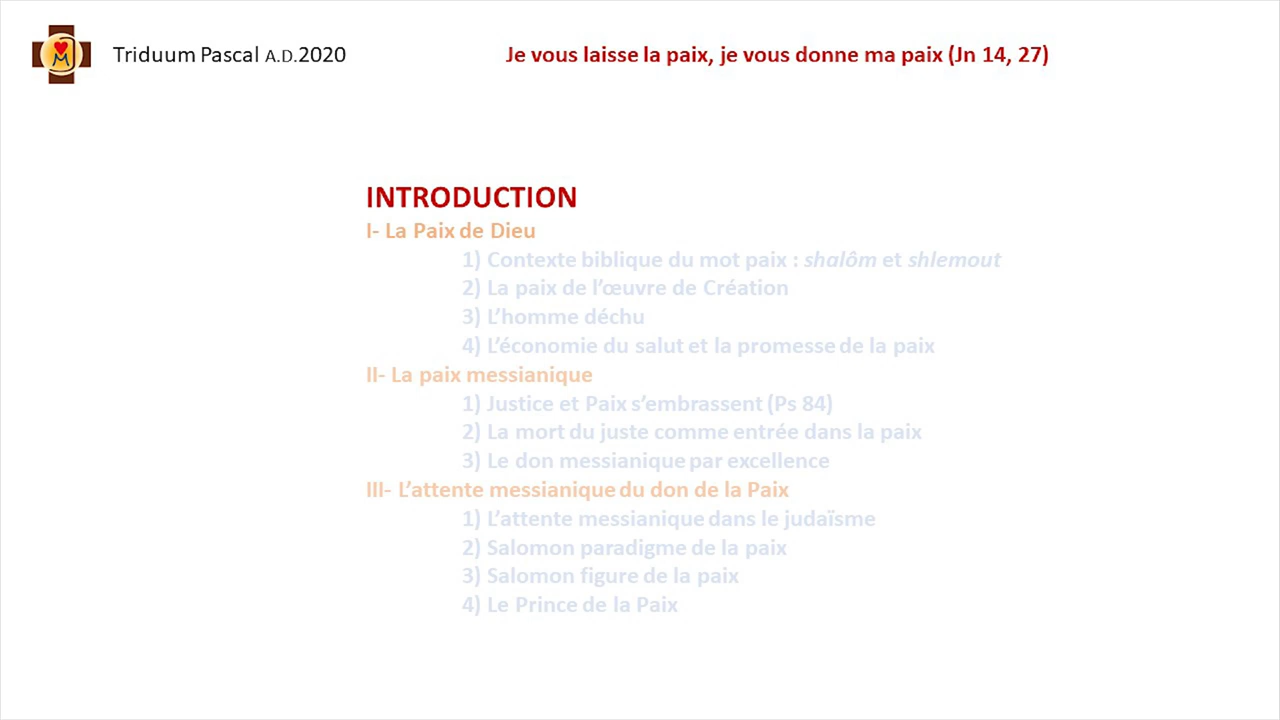 Triduum Pascal A.D.2020
Je vous laisse la paix, je vous donne ma paix (Jn 14, 27)
INTRODUCTION
I- La Paix de Dieu
1) Contexte biblique du mot paix : shalôm et shlemout
2) La paix de l’œuvre de Création
3) L’homme déchu
4) L’économie du salut et la promesse de la paix
II- La paix messianique
1) Justice et Paix s’embrassent (Ps 84)
2) La mort du juste comme entrée dans la paix
3) Le don messianique par excellence
III- L’attente messianique du don de la Paix
1) L’attente messianique dans le judaïsme
2) Salomon paradigme de la paix
3) Salomon figure de la paix
4) Le Prince de la Paix